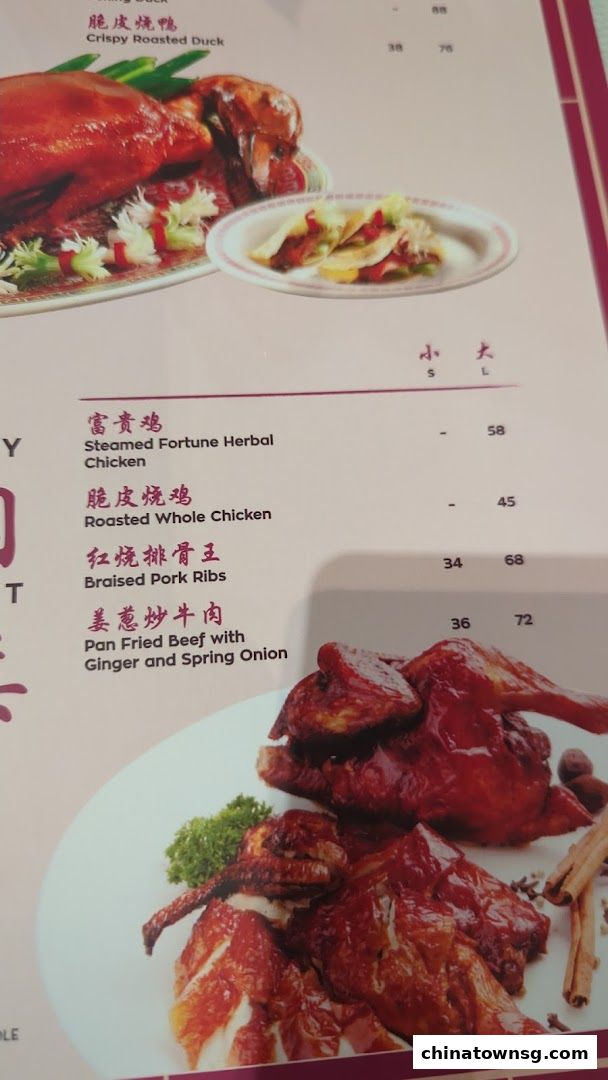 88
脆皮烧鸭
Crispy Roasted Duck
38 76
小 大
S L
富贵鸡
Steamed Fortune Herbal
Chicken
- 58
脆皮烧鸡
Roasted Whole Chicken
- 45
红烧排骨王
Braised Pork Ribs
34 68
姜葱炒牛肉
Pan Fried Beef with
Ginger and Spring Onion
36 72
Y
T
chinatownsg.com